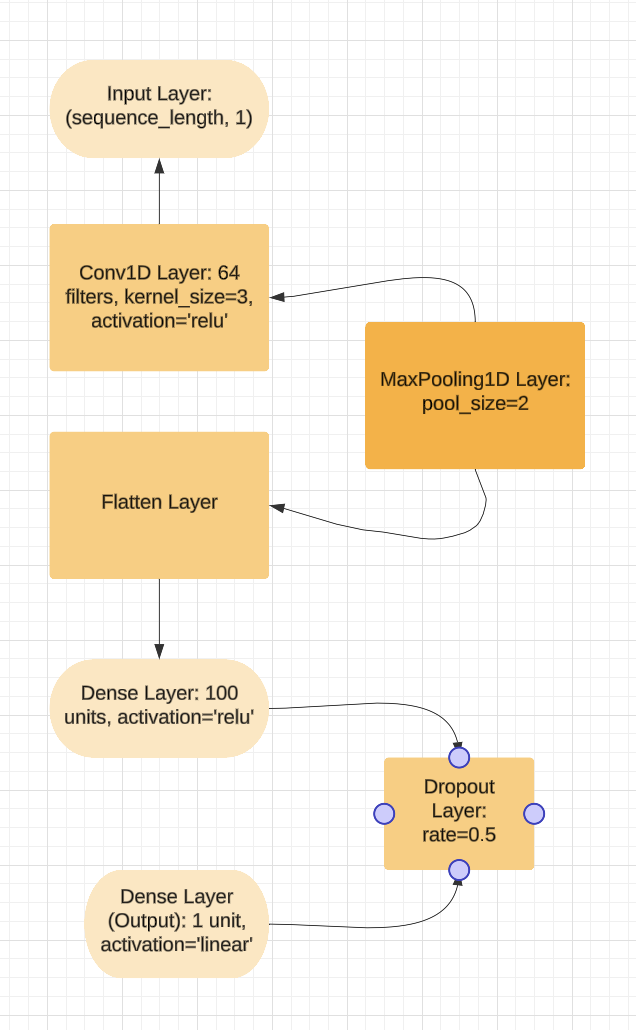 Input Layer:
(sequence_length, 1)
Conv1D Layer: 64
filters, kernel_size=3,
activation='relu'
MaxPooling1D Layer:
pool_size=2
Flatten Layer
Dense Layer: 100
units, activation='relu'
Dropout
Layer:
rate=0.5
Dense Layer
(Output): 1 unit,
activation='linear'